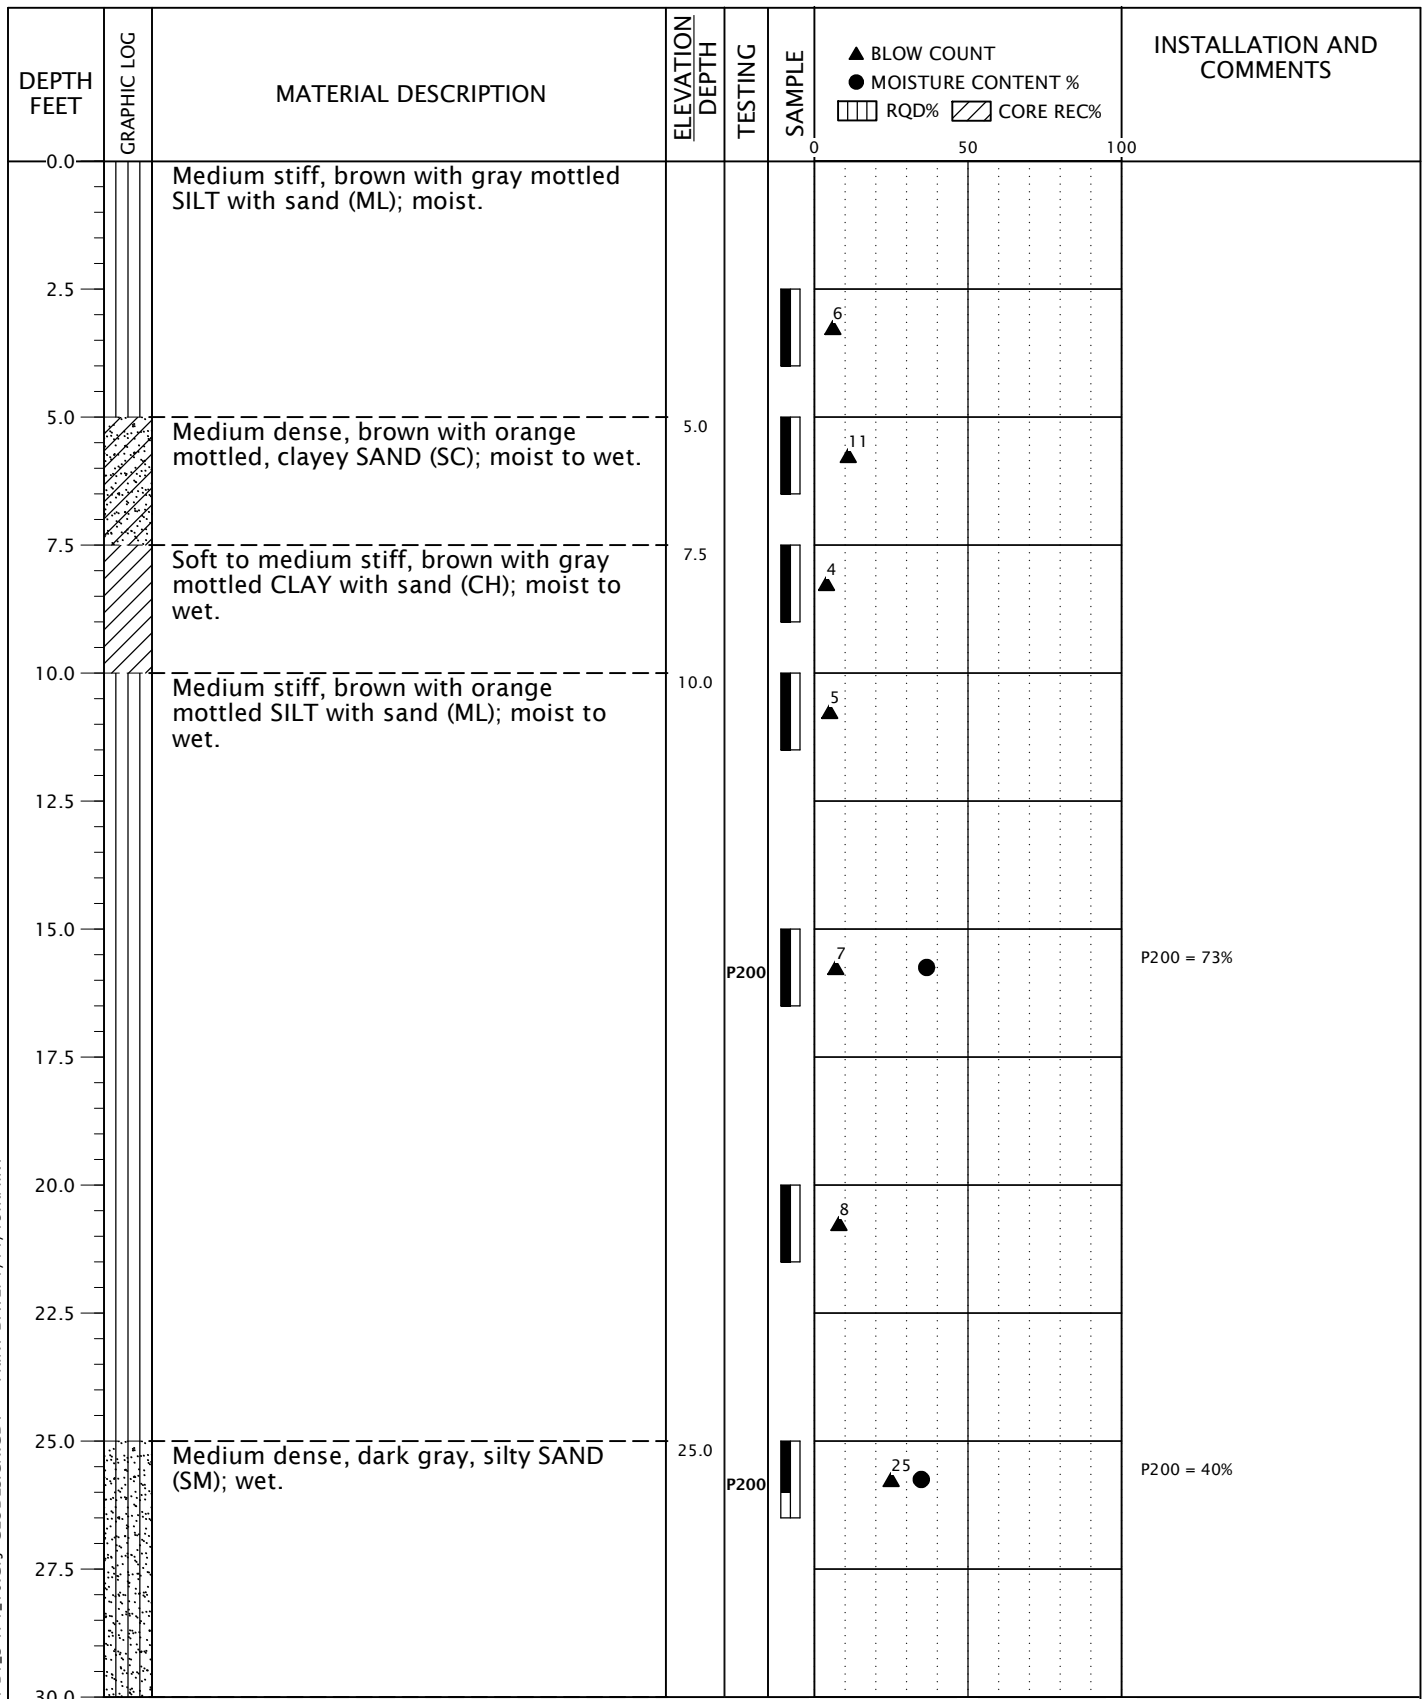 DEPTH
FEET
GRAPHIC LOG
MATERIAL DESCRIPTION
ELEVATION
DEPTH
TESTING
SAMPLE
▲ BLOW COUNT
● MOISTURE CONTENT %
RQD% CORE REC%
0 50 100
INSTALLATION AND
COMMENTS
0.0
Medium stiff, brown with gray mottled
SILT with sand (ML); moist.
2.5
6
5.0
Medium dense, brown with orange
mottled, clayey SAND (SC); moist to wet.
5.0
11
7.5
Soft to medium stiff, brown with gray
mottled CLAY with sand (CH); moist to
wet.
7.5
4
10.0
Medium stiff, brown with orange
mottled SILT with sand (ML); moist to
wet.
10.0
5
12.5
15.0
P200
7
P200 = 73%
17.5
20.0
8
22.5
25.0
Medium dense, dark gray, silty SAND
(SM); wet.
25.0
P200
25
P200 = 40%
27.5
30.0